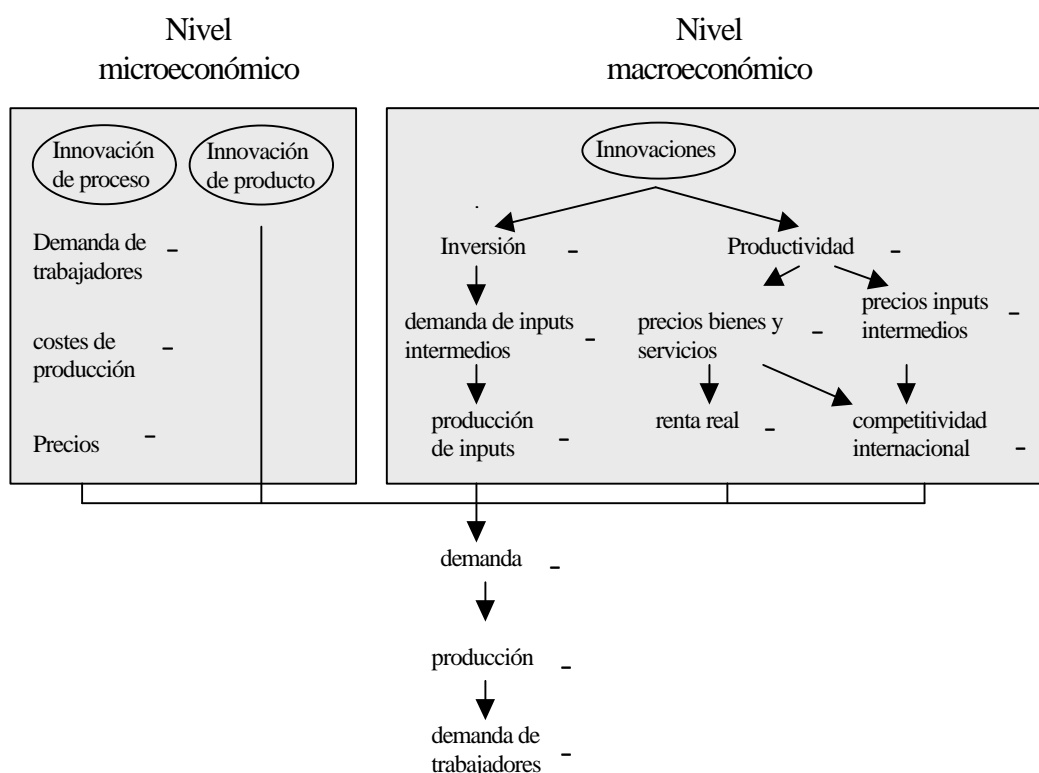 Nivel
microeconómico
Nivel
macroeconómico
Innovación
de proceso
Innovación
de producto
Demanda de
trabajadores -
costes de
producción -
Precios -
Innovaciones
Inversión -
Productividad -
demanda de inputs
intermedios -
precios bienes y
servicios -
precios inputs
intermedios -
producción
de inputs -
renta real -
competitividad
internacional -
demanda -
producción -
demanda de
trabajadores -